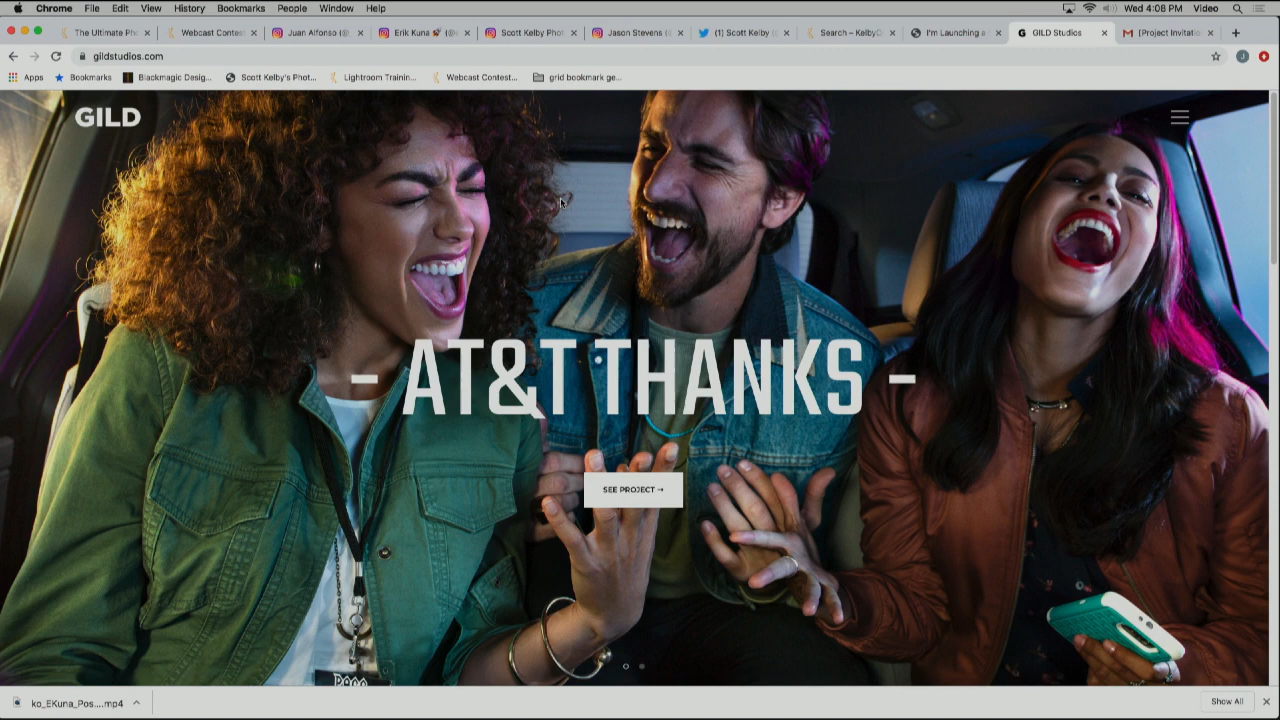 Chrome File Edit View History Bookmarks People Window Help Wed 4:08 PM Video
The Ultimate Pho Webcast Contes Juan Alfonso (@ Erik Kuna 🚀 (@ Scott Kelby Phot Jason Stevens (. (1) Scott Kelby ( Search – KelbyO I'm Launching a GILD Studios [Project Invitatio
gildstudios.com
Apps Bookmarks Blackmagic Desig... Scott Kelby's Phot... Lightroom Trainin... Webcast Contest... grid bookmark ge...
GILD
- AT&T THANKS -
SEE PROJECT →
ko_EKuna_Pos....mp4 Show All